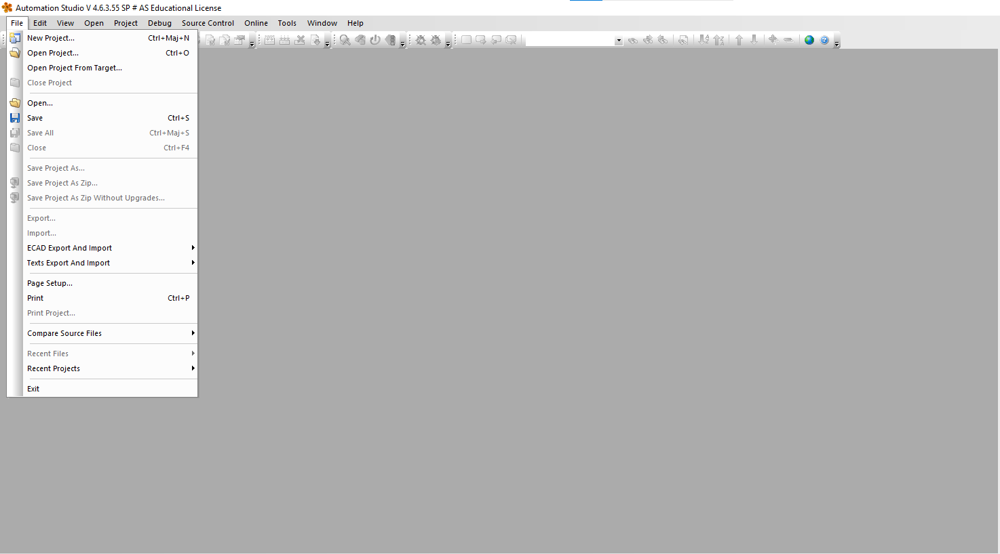 Automation Studio V 4.6.3.55 SP # AS Educational License
File Edit View Open Project Debug Source Control Online Tools Window Help
New Project... Ctrl+Maj+N
Open Project... Ctrl+O
Open Project From Target...
Close Project
Open...
Save Ctrl+S
Save All Ctrl+Maj+S
Close Ctrl+F4
Save Project As...
Save Project As Zip...
Save Project As Zip Without Upgrades...
Export...
Import...
ECAD Export And Import
Texts Export And Import
Page Setup...
Print Ctrl+P
Print Project...
Compare Source Files
Recent Files
Recent Projects
Exit